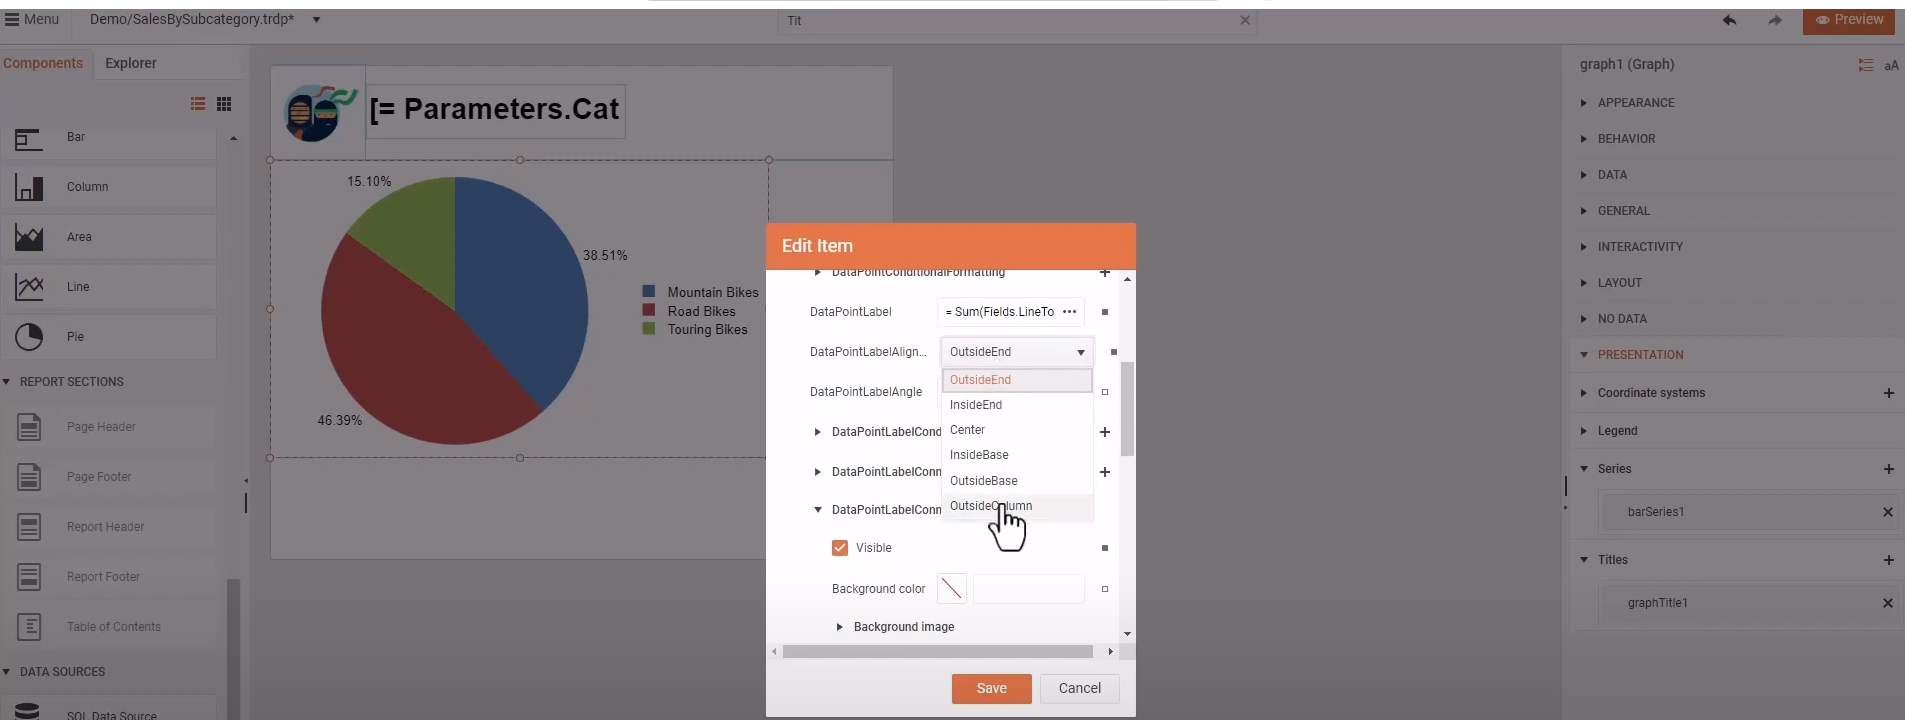 Menu
Demo/SalesBySubcategory.trdp*
Tit
Preview
Components
Explorer
Bar
Column
Area
Line
Pie
REPORT SECTIONS
Page Header
Page Footer
Report Header
Report Footer
Table of Contents
DATA SOURCES
SQL Data Source
[= Parameters.Cat
15.10%
38.51%
46.39%
Mountain Bikes
Road Bikes
Touring Bikes
Edit Item
DataPointConditionalFormatting
DataPointLabel
= Sum(Fields.LineTo •••
DataPointLabelAlign...
OutsideEnd
OutsideEnd
InsideEnd
Center
InsideBase
OutsideBase
OutsideColumn
DataPointLabelAngle
DataPointLabelCond
DataPointLabelConn
DataPointLabelConn
Visible
Background color
Background image
Save
Cancel
graph1 (Graph)
aA
APPEARANCE
BEHAVIOR
DATA
GENERAL
INTERACTIVITY
LAYOUT
NO DATA
PRESENTATION
Coordinate systems
Legend
Series
barSeries1
Titles
graphTitle1